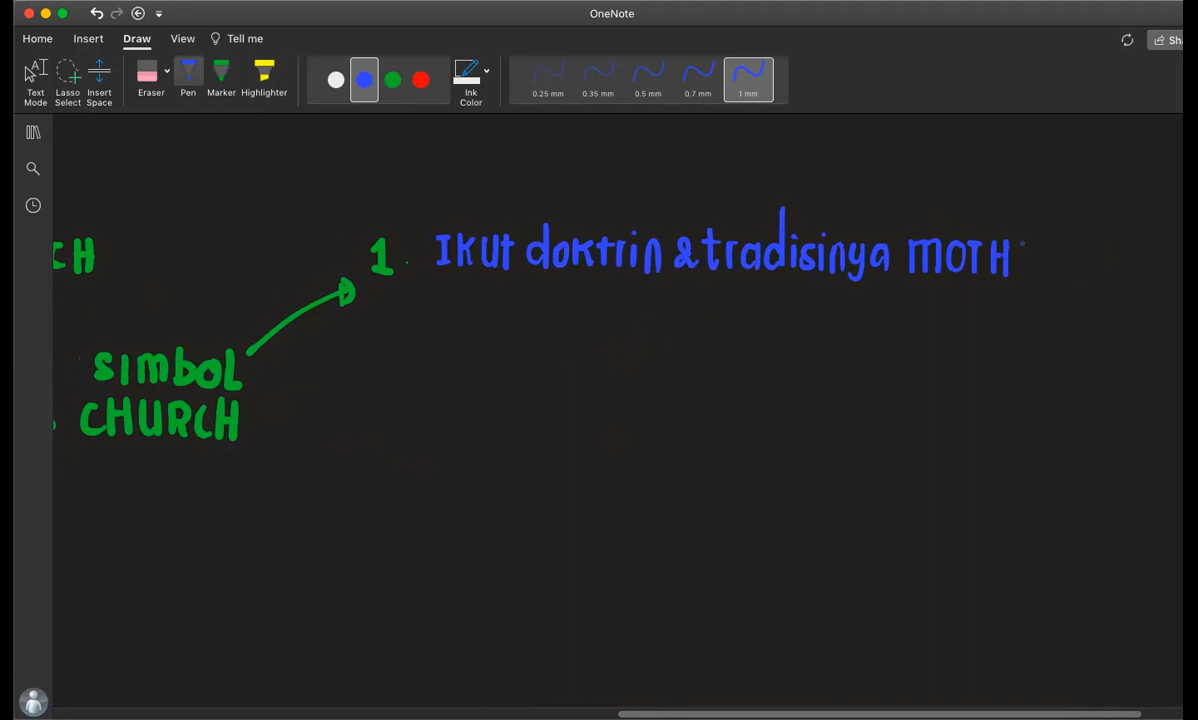 OneNote
Home Insert Draw View Tell me
Sha
Text Mode
Lasso Select
Insert Space
Eraser
Pen
Marker
Highlighter
Ink Color
0.25 mm
0.35 mm
0.5 mm
0.7 mm
1 mm
CH
1. Ikut doktrin & tradisinya MOTH
SIMBOL
CHURCH